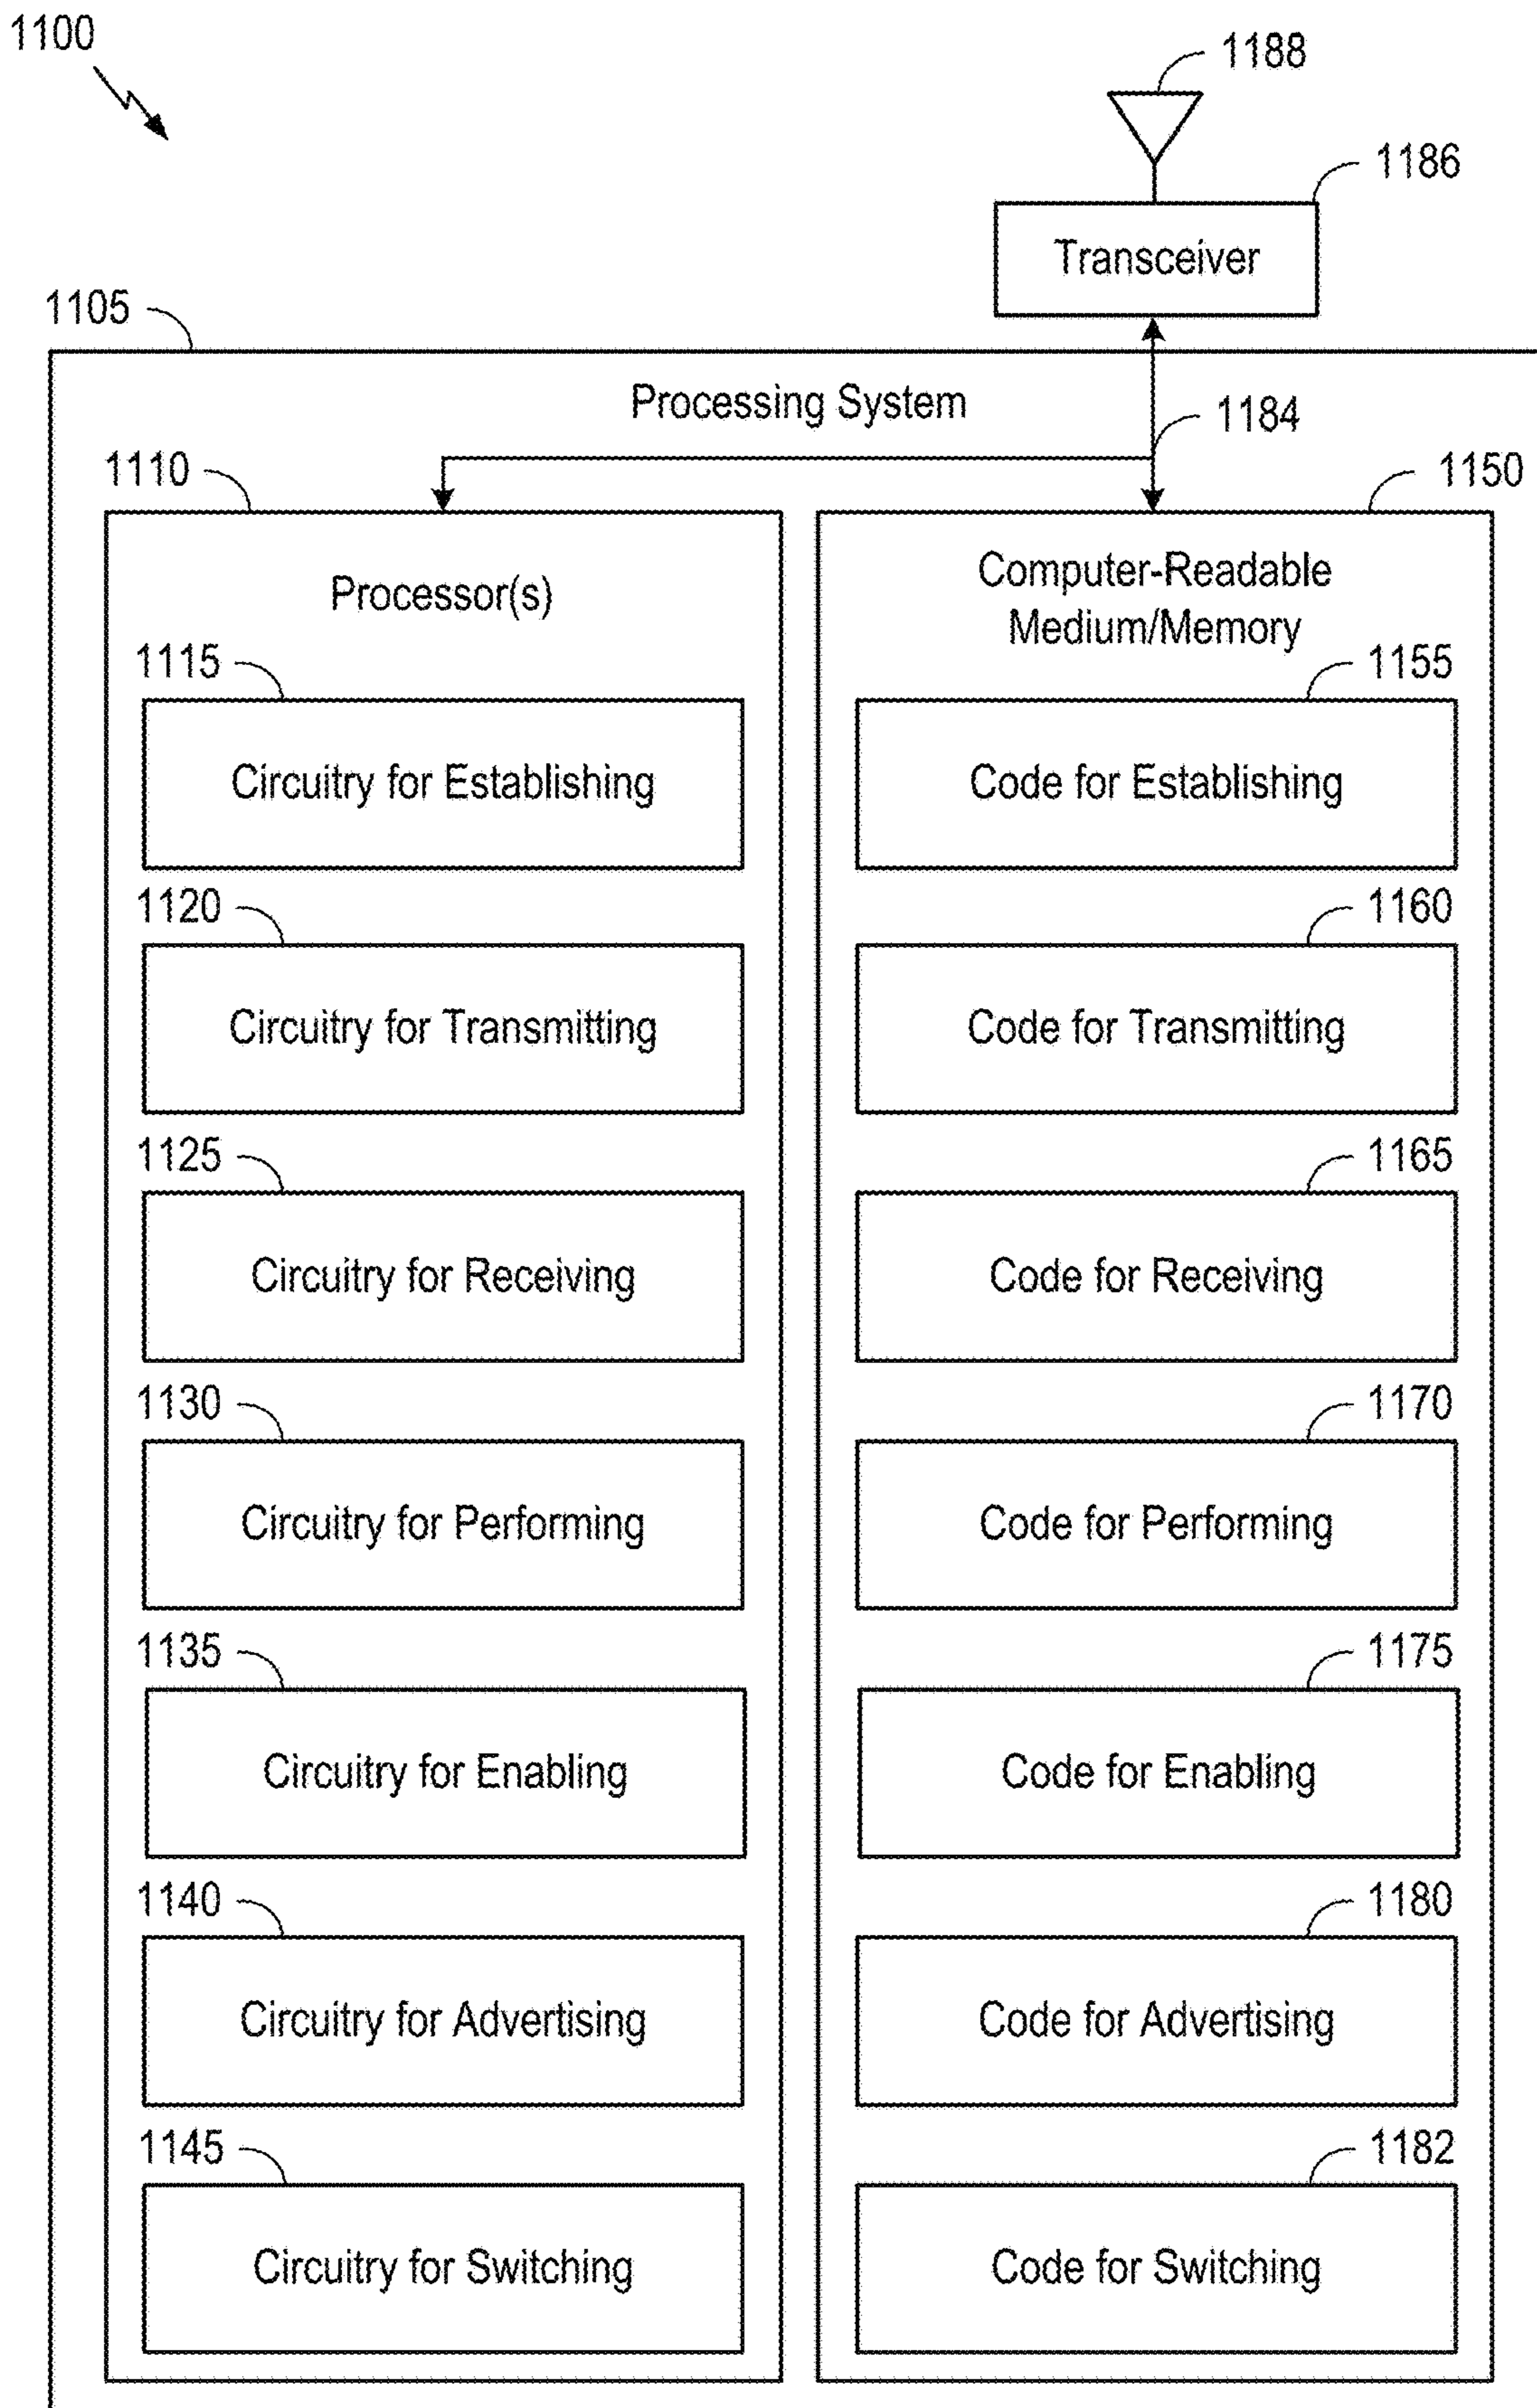 1100
1188
1186
Transceiver
1105
Processing System
1184
1110
1150
Processor(s)
Computer-Readable
Medium/Memory
1115
1155
Circuitry for Establishing
Code for Establishing
1120
1160
Circuitry for Transmitting
Code for Transmitting
1125
1165
Circuitry for Receiving
Code for Receiving
1130
1170
Circuitry for Performing
Code for Performing
1135
1175
Circuitry for Enabling
Code for Enabling
1140
1180
Circuitry for Advertising
Code for Advertising
1145
1182
Circuitry for Switching
Code for Switching